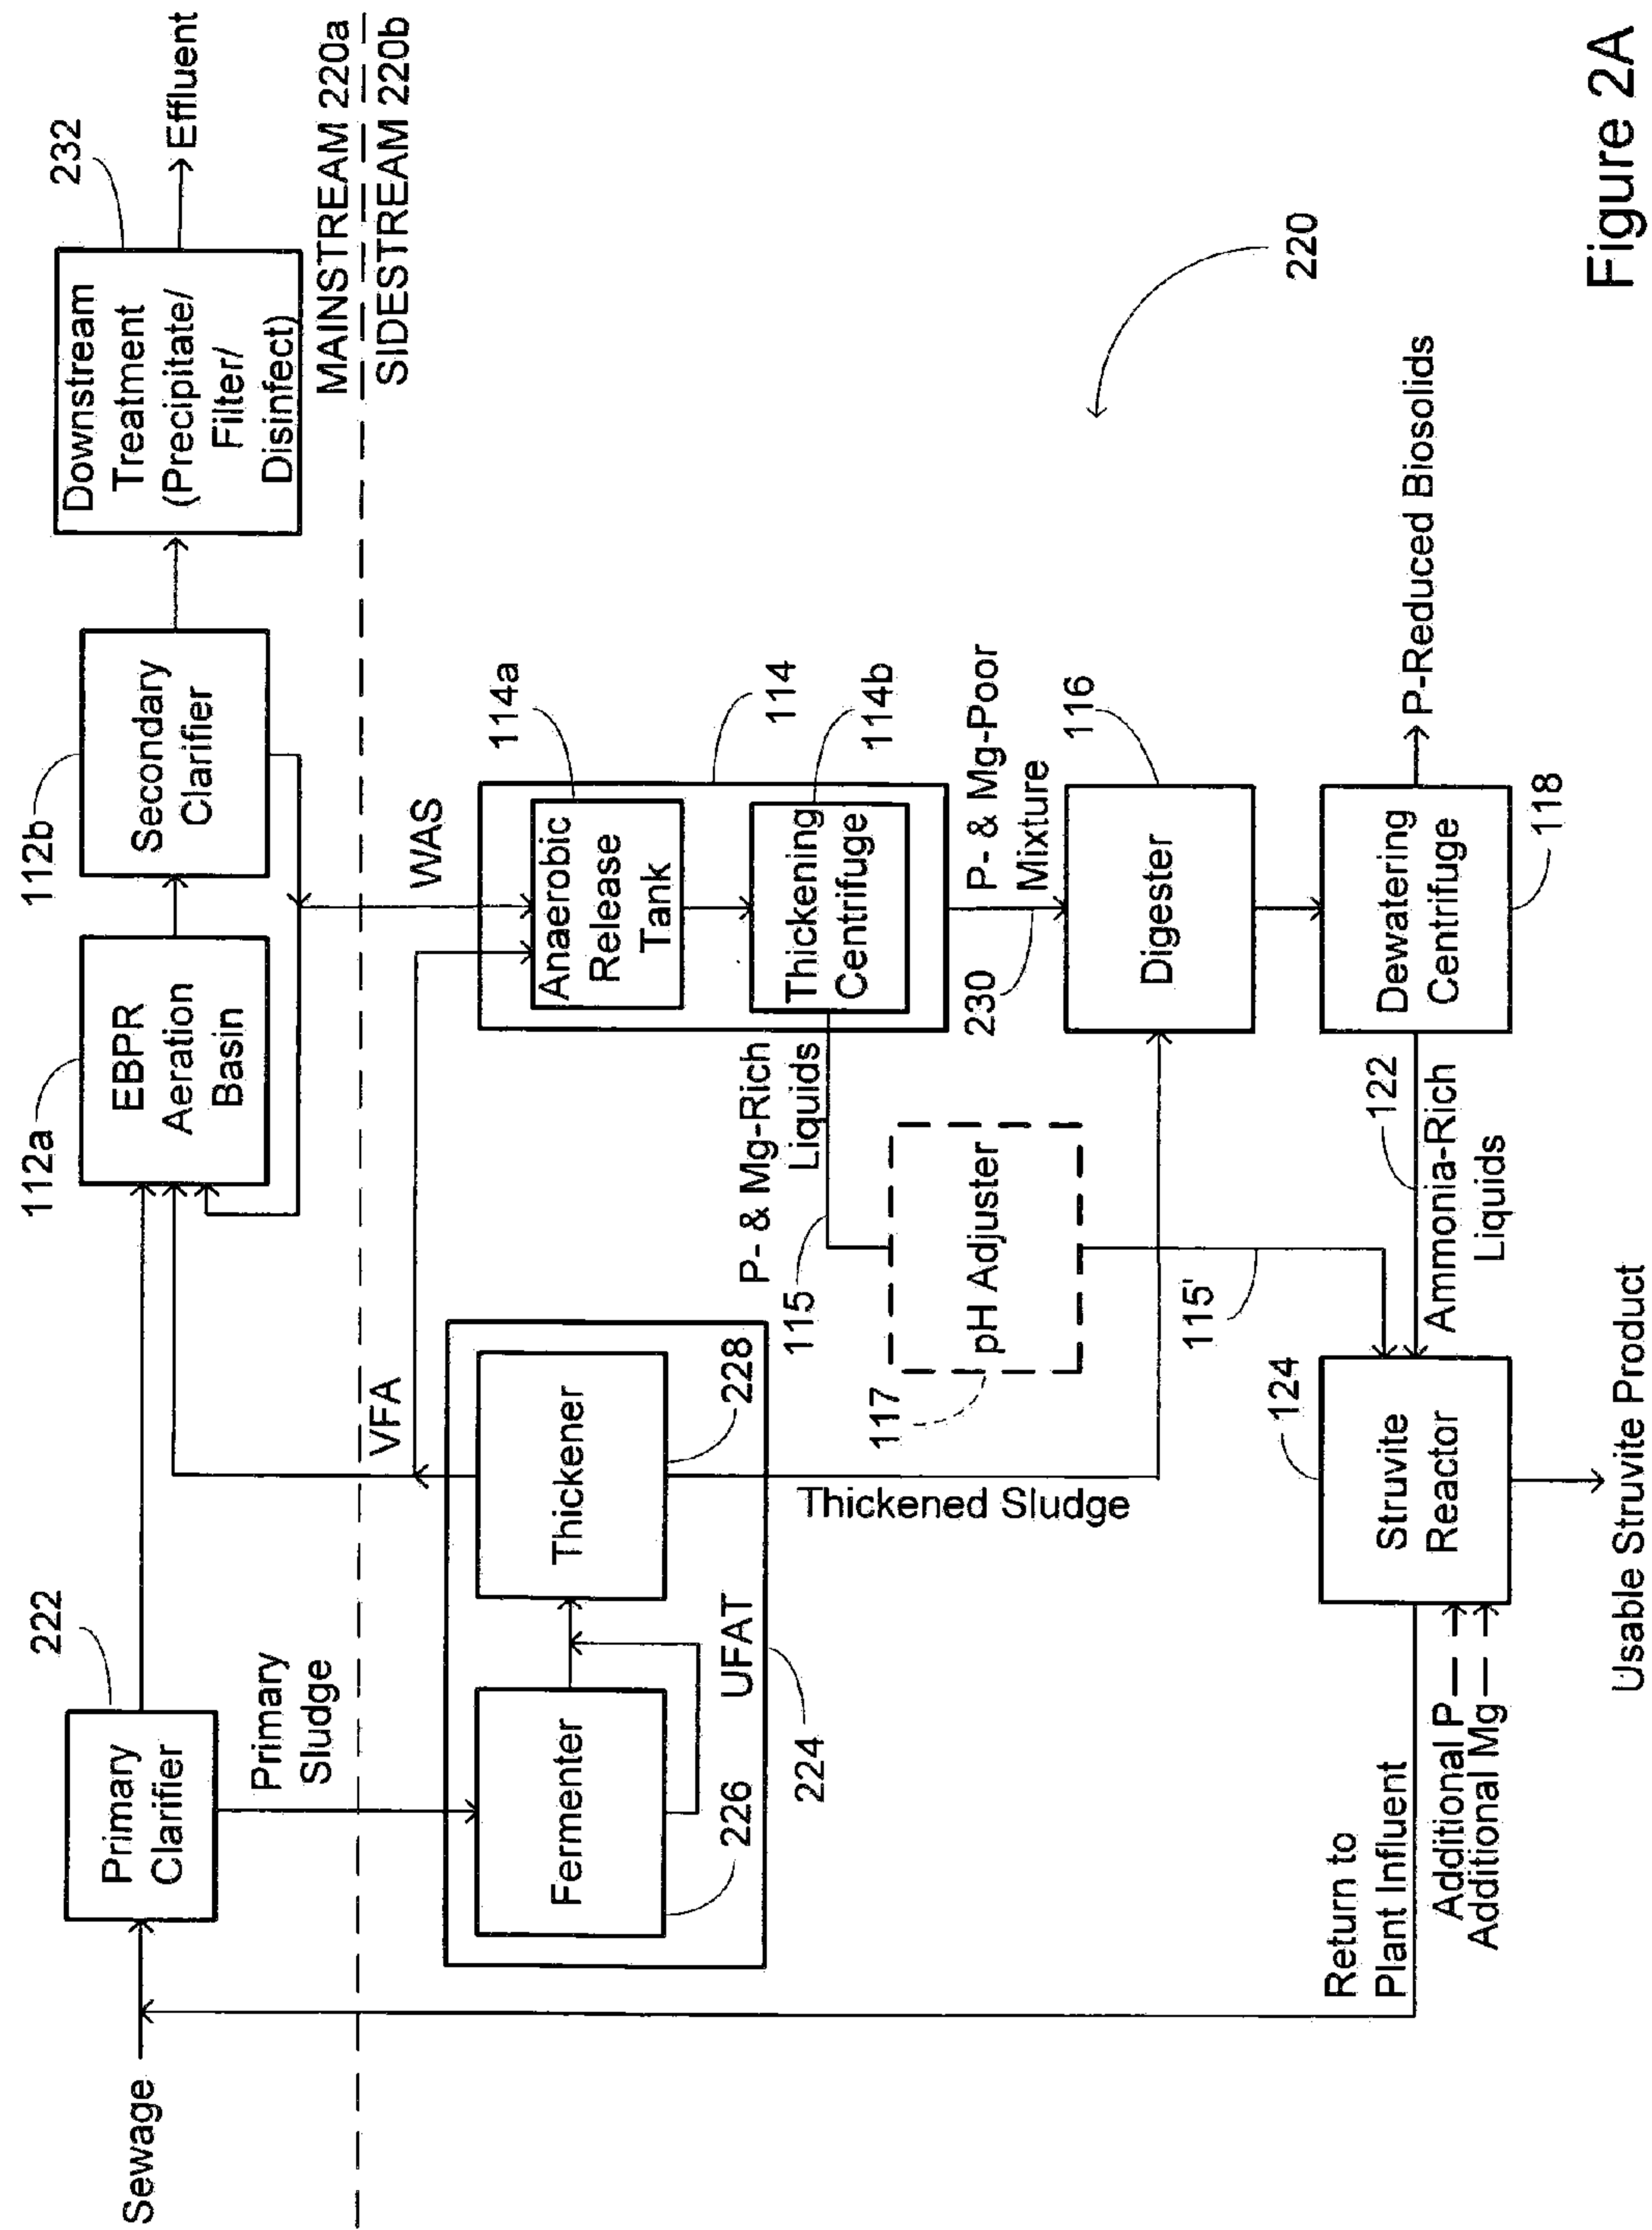 Sewage
222
Primary
Clarifier
112a
EBPR
Aeration
Basin
112b
Secondary
Clarifier
232
Downstream
Treatment
(Precipitate/
Filter/
Disinfect)
Effluent
MAINSTREAM 220a
SIDESTREAM 220b
Primary
Sludge
VFA
WAS
Fermenter
226
Thickener
228
UFAT
224
114a
Anaerobic
Release
Tank
114
Thickening
Centrifuge
114b
P- & Mg-Rich
Liquids
115
P- & Mg-Poor
Mixture
230
117
pH Adjuster
115'
Thickened Sludge
116
Digester
220
Dewatering
Centrifuge
118
P-Reduced Biosolids
122
Ammonia-Rich
Liquids
124
Struvite
Reactor
Return to
Plant Influent
Additional P
Additional Mg
Usable Struvite Product
Figure 2A